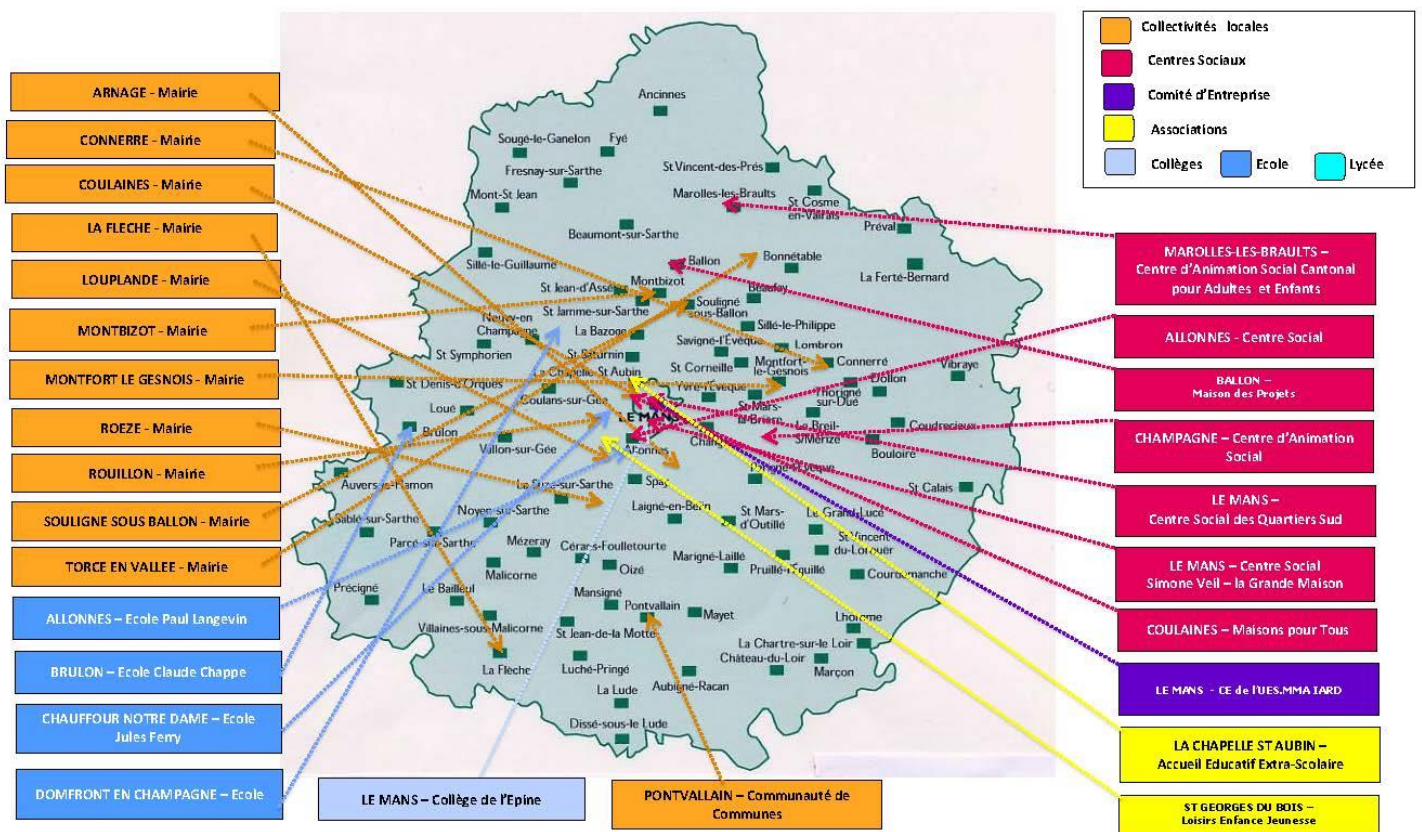 Collectivités locales
Centres Sociaux
Comité d'Entreprise
Associations
Collèges
Ecole
Lycée
ARNAGE - Mairie
CONNERRE - Mairie
COULAINES - Mairie
LA FLECHE - Mairie
LOUPLANDE - Mairie
MONTBIZOT - Mairie
MONTFORT LE GESNOIS - Mairie
ROEZE - Mairie
ROUILLON - Mairie
SOULIGNE SOUS BALLON - Mairie
TORCE EN VALLEE - Mairie
ALLONNES – Ecole Paul Langevin
BRULON – Ecole Claude Chappe
CHAUFFOUR NOTRE DAME – Ecole
Jules Ferry
DOMFRONT EN CHAMPAGNE – Ecole
LE MANS – Collège de l'Epine
PONTVALLAIN – Communauté de
Communes
MAROLLES-LES-BRAULTS –
Centre d'Animation Social Cantonal
pour Adultes et Enfants
ALLONNES - Centre Social
BALLON –
Maison des Projets
CHAMPAGNE – Centre d'Animation
Social
LE MANS –
Centre Social des Quartiers Sud
LE MANS – Centre Social
Simone Veil – la Grande Maison
COULAINES – Maisons pour Tous
LE MANS - CE de l'UES.MMA IARD
LA CHAPELLE ST AUBIN –
Accueil Educatif Extra-Scolaire
ST GEORGES DU BOIS –
Loisirs Enfance Jeunesse
Ancinnes
Sougé-le-Ganelon
Fyé
Fresnay-sur-Sarthe
St Vincent-des-Prés
Mont-St Jean
Marolles-les-Braults
St Cosme
en-Vairais
Préval
Beaumont-sur-Sarthe
Sillé-le-Guillaume
Ballon
Bonnétable
La Ferté-Bernard
St Jean-d'Assé
Montbizot
Beaufay
St Jamme-sur-Sarthe
Souligné
sous-Ballon
Neuvy-en
Champagne
La Bazoge
Sillé-le-Philippe
St Symphorien
St Saturnin
Savigné-l'Evêque
Lombron
St Corneille
Montfort-
le-Gesnois
Connerré
Vibraye
St Denis-d'Orques
La Chapelle St Aubin
Yvré-l'Evêque
Thorigné
sur-Dué
Dollon
Loué
Coulans-sur-Gée
LE MANS
St Mars-
la-Brière
Le Breil-
s/Mérize
Coudrecieux
Brûlon
Vallon-sur-Gée
Allonnes
Bouloire
St Calais
Auvers-le-Hamon
La Suze-sur-Sarthe
Spay
Parigné-l'Evêque
Sablé-sur-Sarthe
Noyen-sur-Sarthe
Laigné-en-Belin
St Mars-
d'Outillé
Le Grand-Lucé
Parcé-sur-Sarthe
Mézeray
Cérans-Foulletourte
Marigné-Laillé
St Vincent
du-Lorouer
Malicorne
Oizé
Pruillé-l'Éguillé
Courdemanche
Précigné
Le Bailleul
Mansigné
Pontvallain
Mayet
Lhomme
Villaines-sous-Malicorne
St Jean-de-la Motte
La Chartre-sur-le Loir
La Flèche
Luché-Pringé
Château-du-Loir
Marçon
Aubigné-Racan
La Lude
Dissé-sous-le Lude